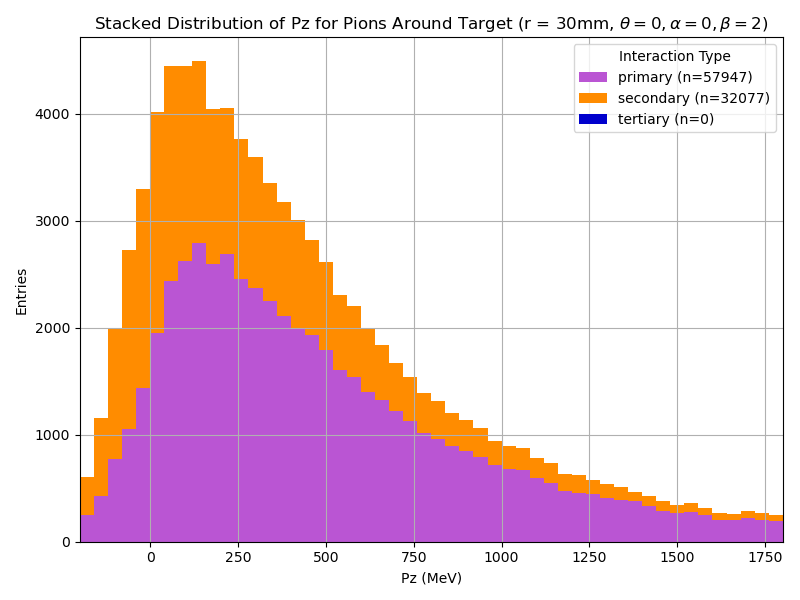 Stacked Distribution of Pz for Pions Around Target (r = 30mm, θ = 0, α = 0, β = 2)
Interaction Type
primary (n=57947)
secondary (n=32077)
tertiary (n=0)
4000
3000
2000
1000
0
Entries
0 250 500 750 1000 1250 1500 1750
Pz (MeV)